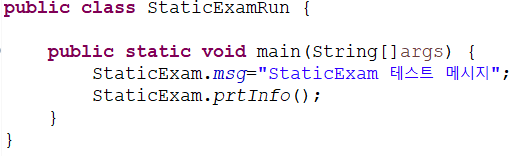 public class StaticExamRun {
public static void main(String[]args) {
StaticExam.msg="StaticExam 테스트 메시지";
StaticExam.prtInfo();
}
}